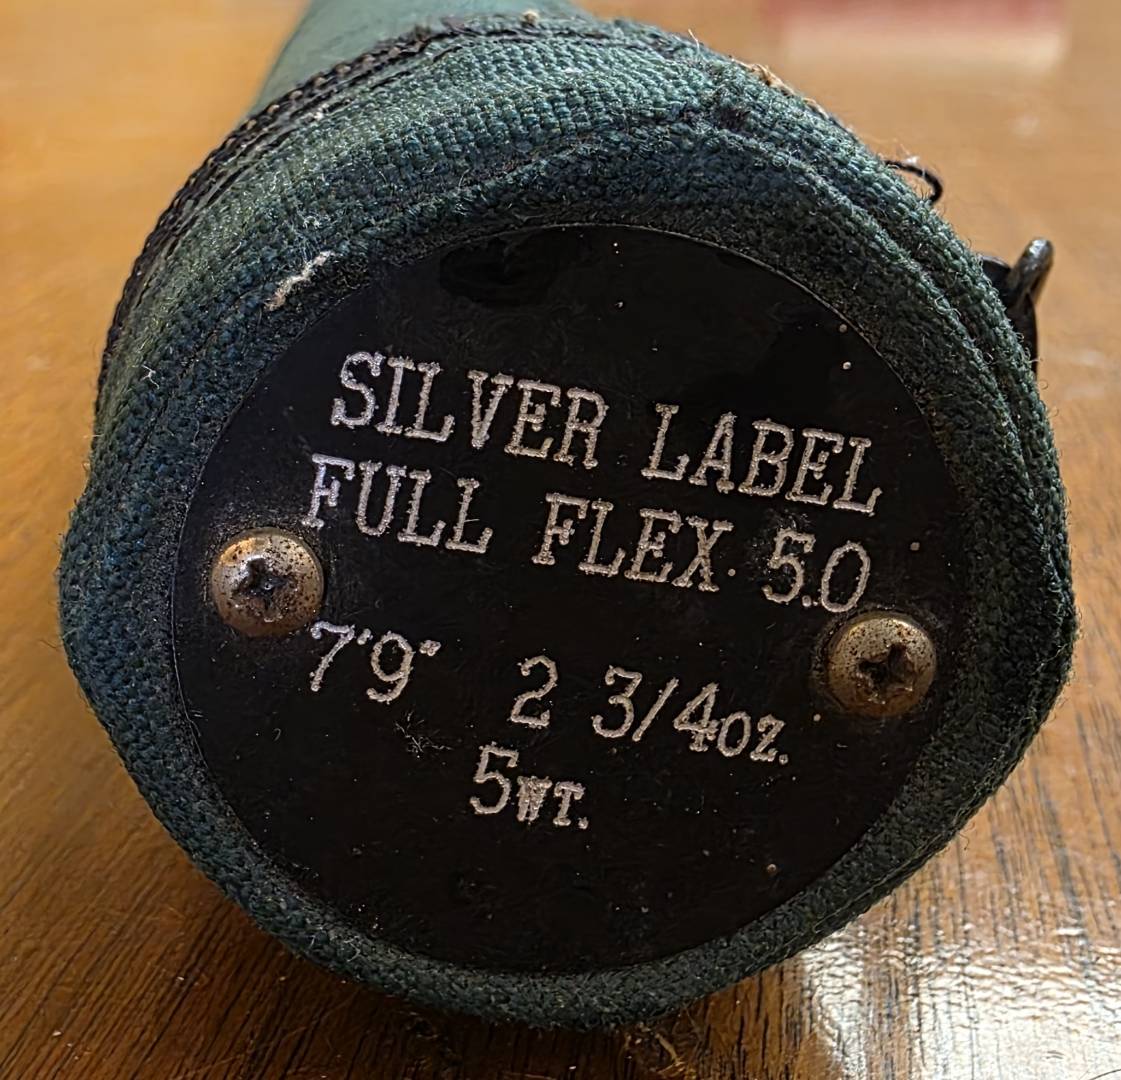 SILVER LABEL
FULL FLEX 5.0
7'9" 2 3/4oz.
5WT.